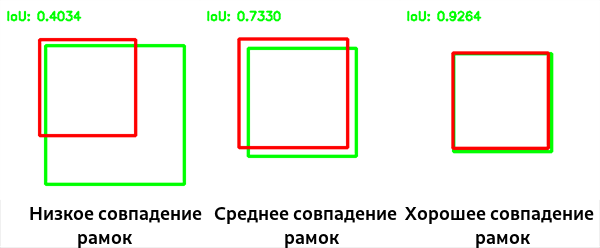 IoU: 0.4034
IoU: 0.7330
IoU: 0.9264
Низкое совпадение
рамок
Среднее совпадение
рамок
Хорошее совпадение
рамок